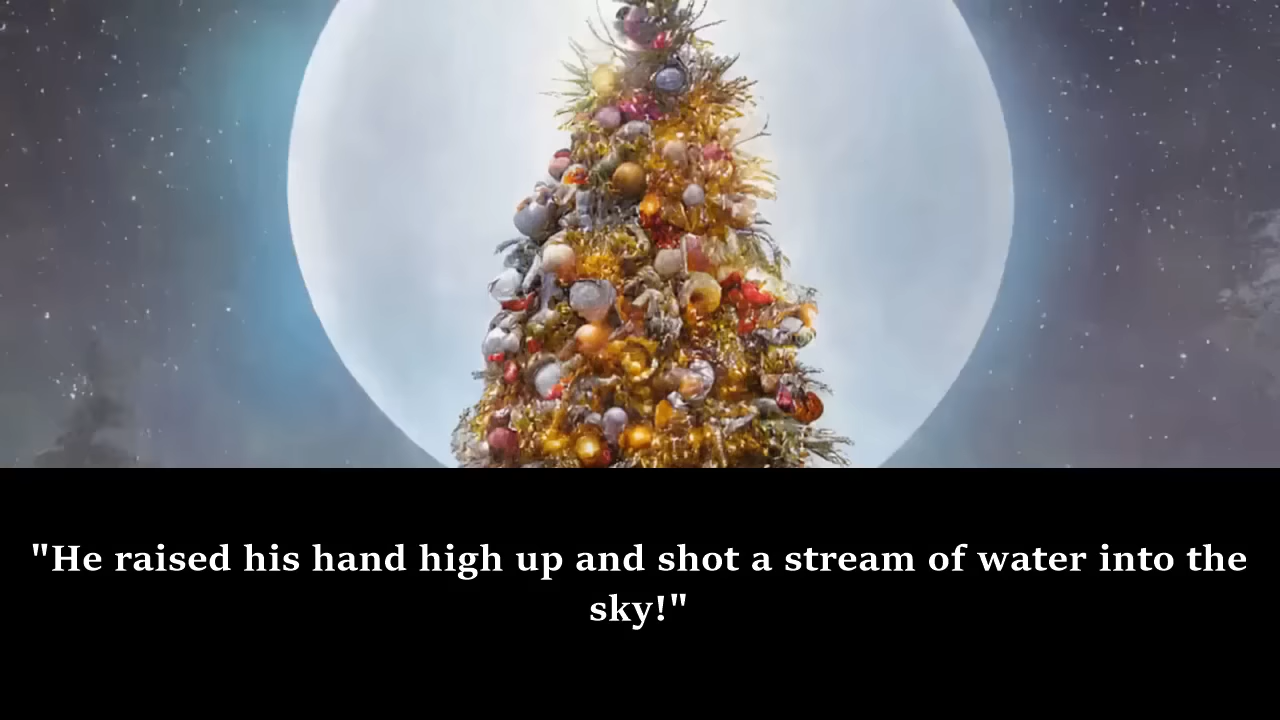 "He raised his hand high up and shot a stream of water into the
sky!"